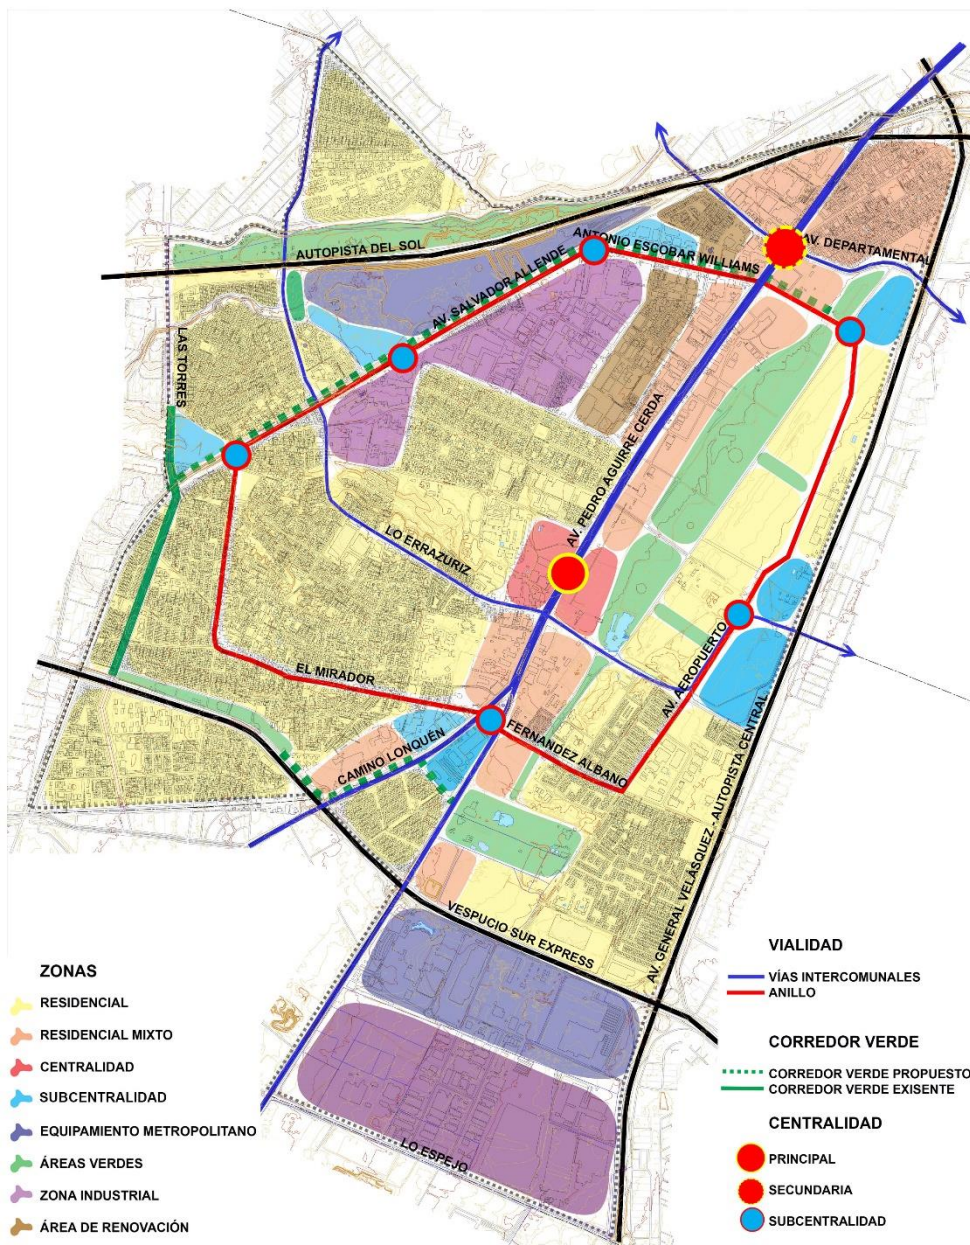 AUTOPISTA DEL SOL
AV. SALVADOR ALLENDE
ANTONIO ESCOBAR WILLIAMS
AV. DEPARTAMENTAL
LAS TORRES
AV. PEDRO AGUIRRE CERDA
LO ERRAZURIZ
EL MIRADOR
AV. AEROPUERTO
FERNANDEZ ALBANO
CAMINO LONQUÉN
AV. GENERAL VELÁSQUEZ - AUTOPISTA CENTRAL
VESPUCIO SUR EXPRESS
LO ESPEJO
ZONAS
RESIDENCIAL
RESIDENCIAL MIXTO
CENTRALIDAD
SUBCENTRALIDAD
EQUIPAMIENTO METROPOLITANO
ÁREAS VERDES
ZONA INDUSTRIAL
ÁREA DE RENOVACIÓN
VIALIDAD
VÍAS INTERCOMUNALES
ANILLO
CORREDOR VERDE
CORREDOR VERDE PROPUESTO
CORREDOR VERDE EXISENTE
CENTRALIDAD
PRINCIPAL
SECUNDARIA
SUBCENTRALIDAD